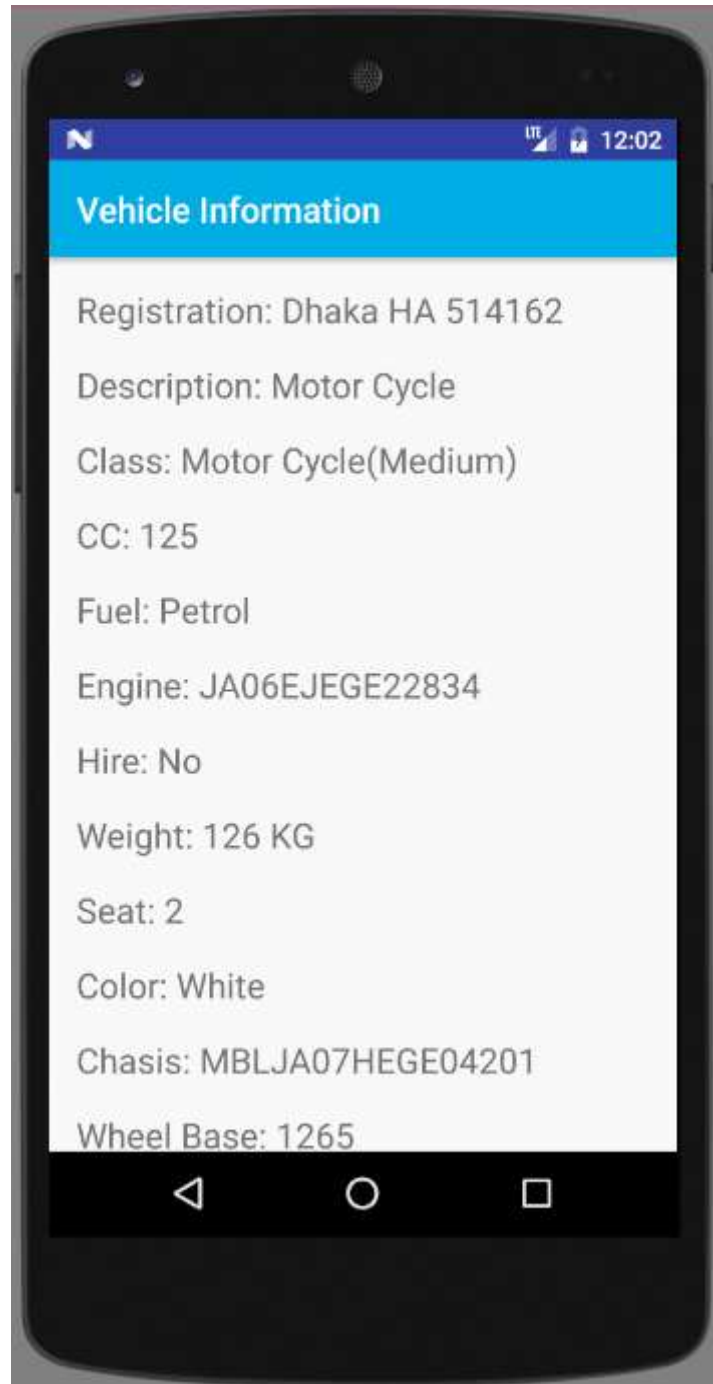 N LTE 12:02
Vehicle Information
Registration: Dhaka HA 514162
Description: Motor Cycle
Class: Motor Cycle(Medium)
CC: 125
Fuel: Petrol
Engine: JA06EJEGE22834
Hire: No
Weight: 126 KG
Seat: 2
Color: White
Chasis: MBLJA07HEGE04201
Wheel Base: 1265